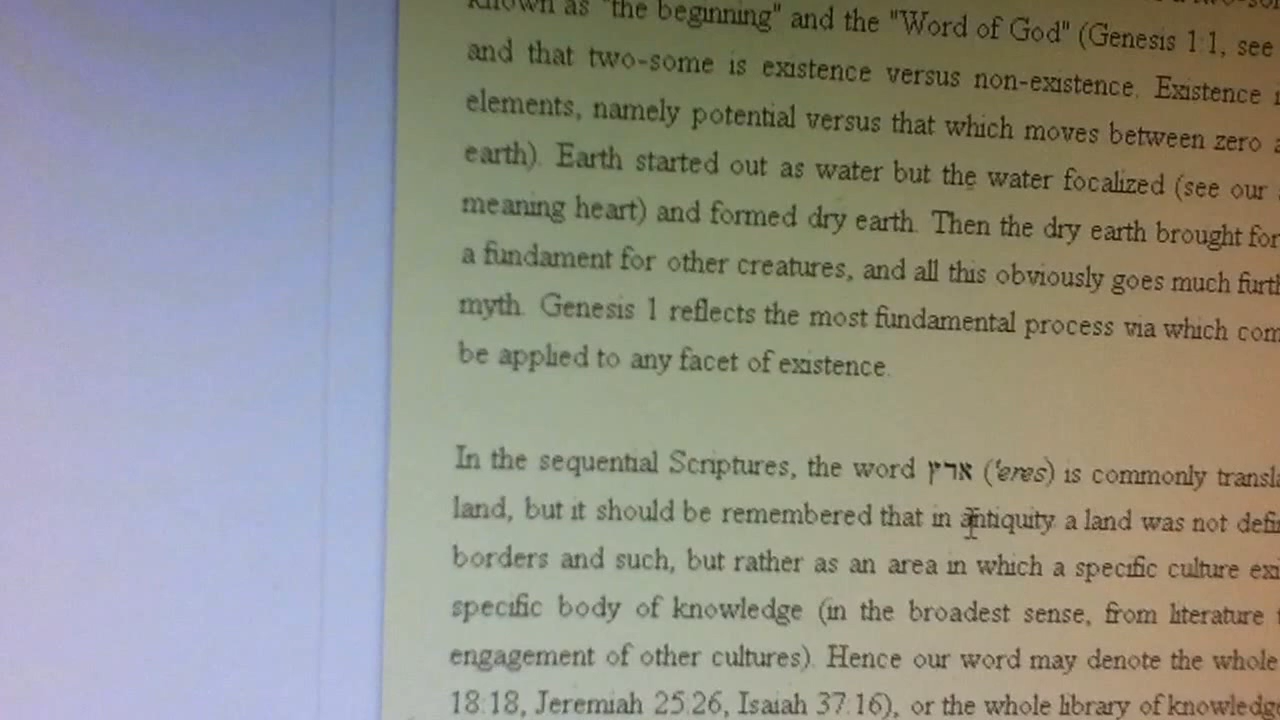 known as "the beginning" and the "Word of God" (Genesis 1:1, see
and that two-some is existence versus non-existence. Existence
elements, namely potential versus that which moves between zero
earth). Earth started out as water but the water focalized (see our
meaning heart) and formed dry earth. Then the dry earth brought for
a fundament for other creatures, and all this obviously goes much furth
myth. Genesis 1 reflects the most fundamental process via which com
be applied to any facet of existence.
In the sequential Scriptures, the word ארץ ('eres) is commonly transla
land, but it should be remembered that in antiquity a land was not defi
borders and such, but rather as an area in which a specific culture exi
specific body of knowledge (in the broadest sense, from literature
engagement of other cultures). Hence our word may denote the whole
18:18, Jeremiah 25:26, Isaiah 37:16), or the whole library of knowledg